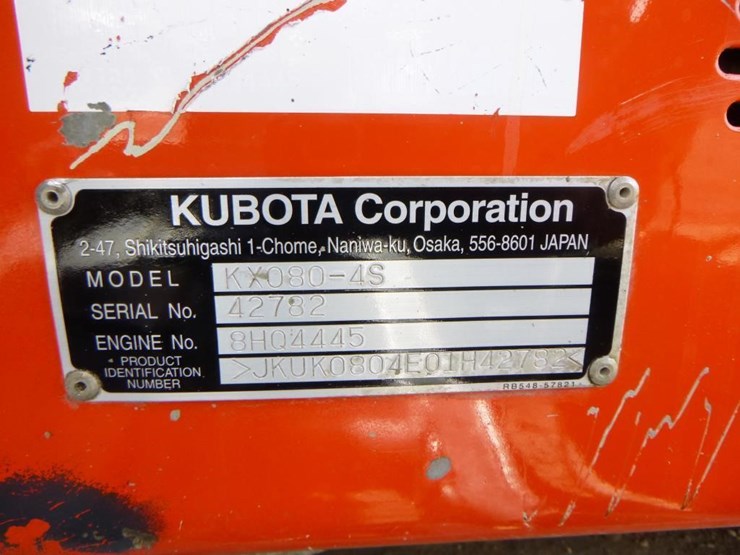 KUBOTA Corporation
2-47, Shikitsuhigashi 1-Chome, Naniwa-ku, Osaka, 556-8601 JAPAN
MODEL KX080-4S
SERIAL No. 42782
ENGINE No. 8HQ4445
* PRODUCT IDENTIFICATION NUMBER >JKUK0804E01H42782<
RB548-57821